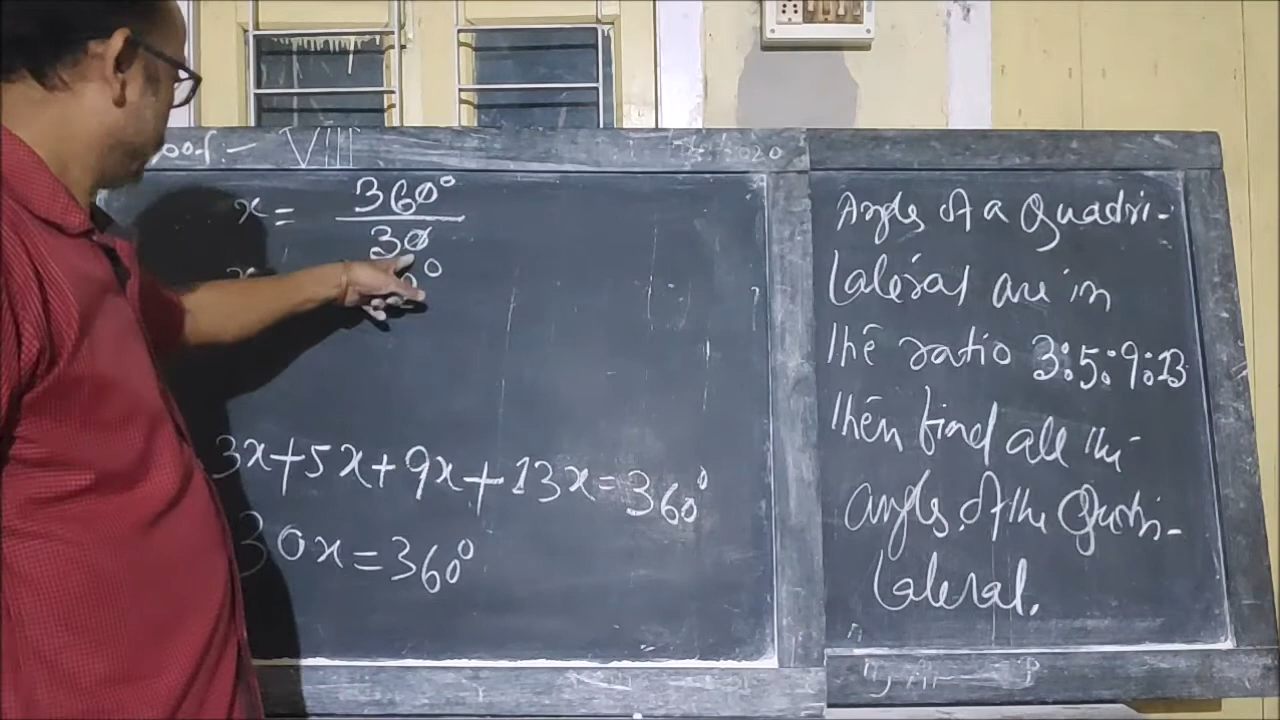 VIII
2020
x = 360°
30
3x+5x+9x+13x=360°
30x=360°
Angles of a Quadri-
lateral are in
the ratio 3:5:9:13
then find all the
angles of the Quadri-
lateral.